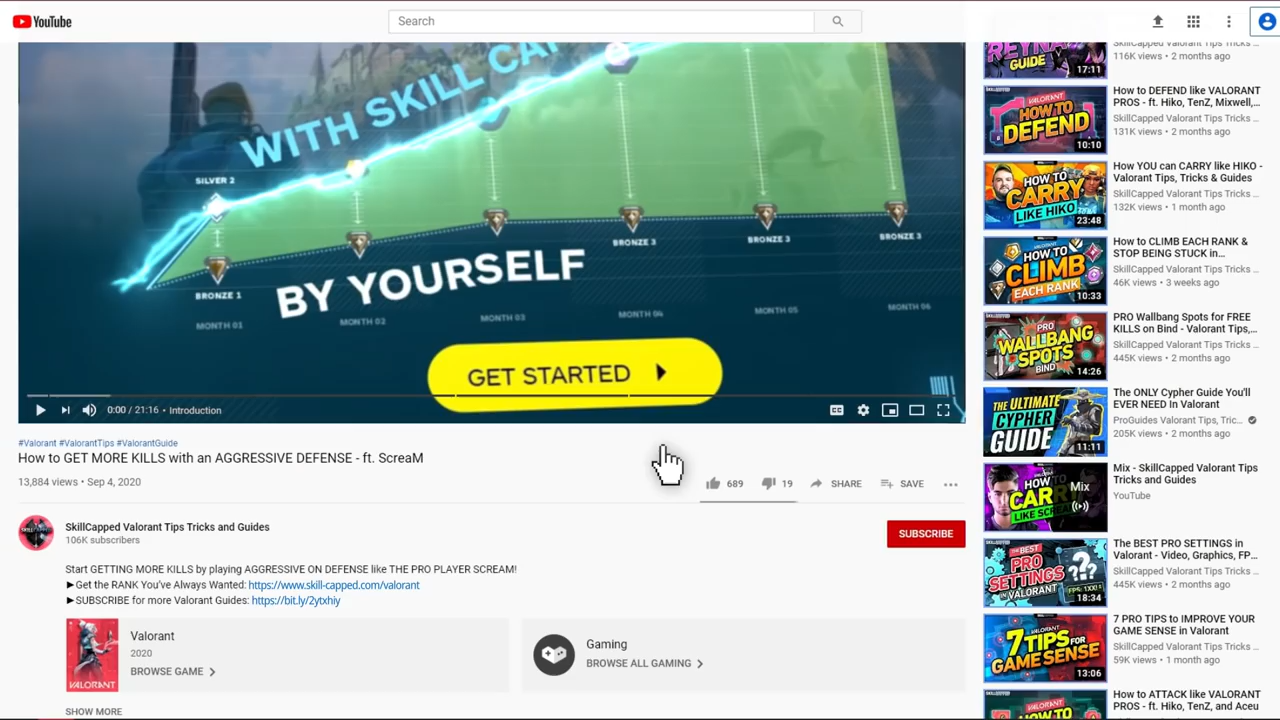 YouTube
Search
WITH SKILL CA
SILVER 2
BRONZE 3
BRONZE 3
BRONZE 3
BRONZE 1
BY YOURSELF
MONTH 01
MONTH 02
MONTH 03
MONTH 04
MONTH 05
MONTH 06
GET STARTED
0:00 / 21:16 • Introduction
#Valorant #ValorantTips #ValorantGuide
How to GET MORE KILLS with an AGGRESSIVE DEFENSE - ft. ScreaM
13,884 views • Sep 4, 2020
689
19
SHARE
SAVE
SkillCapped Valorant Tips Tricks and Guides
106K subscribers
SUBSCRIBE
Start GETTING MORE KILLS by playing AGGRESSIVE ON DEFENSE like THE PRO PLAYER SCREAM!
►Get the RANK You've Always Wanted: https://www.skill-capped.com/valorant
►SUBSCRIBE for more Valorant Guides: https://bit.ly/2ytxhiy
Valorant
2020
BROWSE GAME
VALORANT
Gaming
BROWSE ALL GAMING
SHOW MORE
REYNA
GUIDE
17:11
SkillCapped Valorant Tips Tricks ...
116K views • 2 months ago
VALORANT
HOW TO
DEFEND
10:10
How to DEFEND like VALORANT
PROS - ft. Hiko, TenZ, Mixwell,...
SkillCapped Valorant Tips Tricks ...
131K views • 2 months ago
HOW TO
CARRY
LIKE HIKO
23:48
How YOU can CARRY like HIKO -
Valorant Tips, Tricks & Guides
SkillCapped Valorant Tips Tricks ...
132K views • 1 month ago
HOW TO
CLIMB
EACH RANK
10:33
How to CLIMB EACH RANK &
STOP BEING STUCK in...
SkillCapped Valorant Tips Tricks ...
46K views • 3 weeks ago
PRO
WALLBANG
SPOTS
BIND
14:26
PRO Wallbang Spots for FREE
KILLS on Bind - Valorant Tips,...
SkillCapped Valorant Tips Tricks ...
445K views • 2 months ago
THE ULTIMATE
CYPHER
GUIDE
11:11
The ONLY Cypher Guide You'll
EVER NEED In Valorant
ProGuides Valorant Tips, Tric...
205K views • 2 months ago
HOW TO
CARRY
LIKE SCREAM
Mix
Mix - SkillCapped Valorant Tips
Tricks and Guides
YouTube
THE BEST
PRO
SETTINGS
IN VALORANT
???
18:34
The BEST PRO SETTINGS in
Valorant - Video, Graphics, FP...
SkillCapped Valorant Tips Tricks ...
445K views • 2 months ago
7 TIPS
FOR
GAME SENSE
13:06
7 PRO TIPS to IMPROVE YOUR
GAME SENSE in Valorant
SkillCapped Valorant Tips Tricks ...
59K views • 1 month ago
VALORANT
HOW TO
How to ATTACK like VALORANT
PROS - ft. Hiko, TenZ, and Aceu